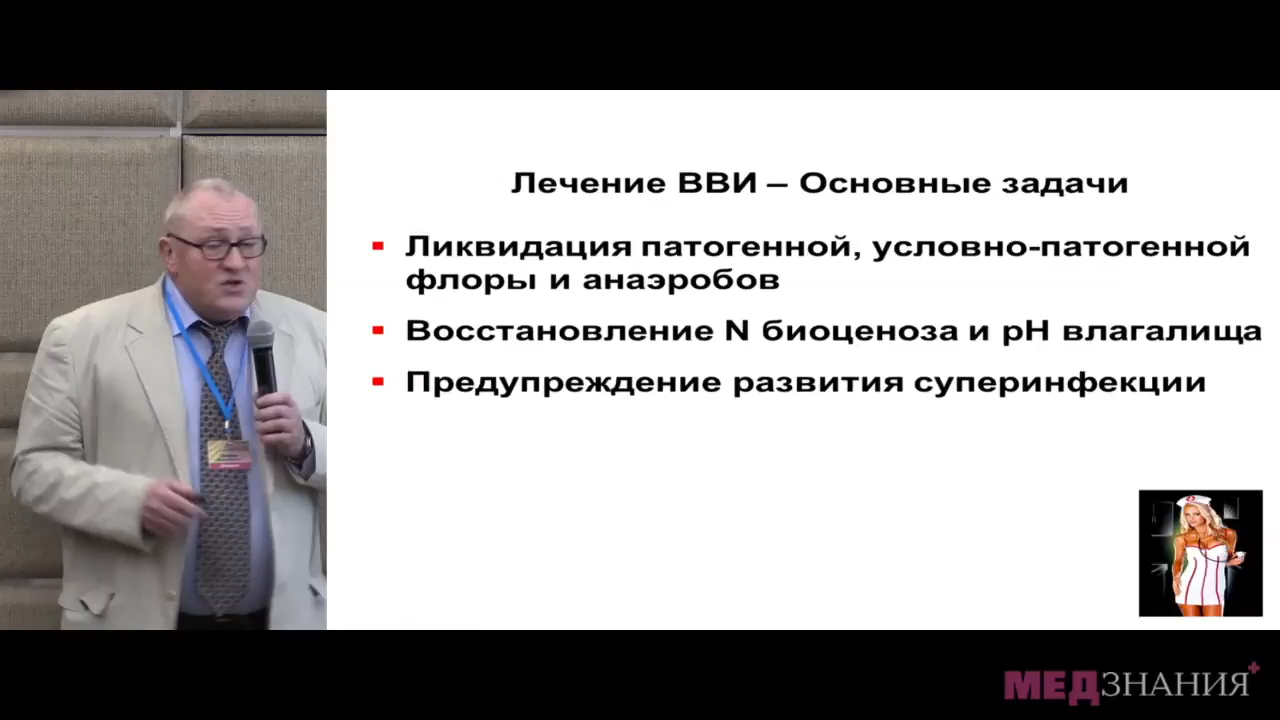 Лечение ВВИ – Основные задачи
Ликвидация патогенной, условно-патогенной
флоры и анаэробов
Восстановление N биоценоза и pH влагалища
Предупреждение развития суперинфекции
МЕДЗНАНИЯ+